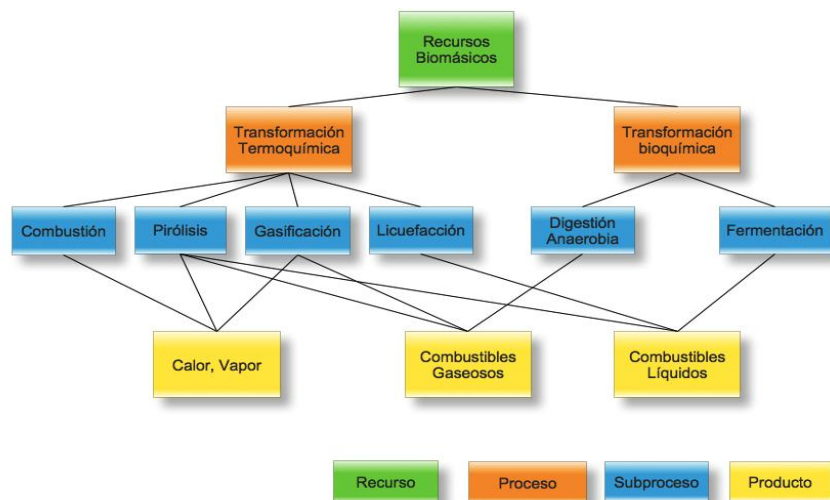 Recursos
Biomásicos
Transformación
Termoquímica
Transformación
bioquímica
Combustión
Pirólisis
Gasificación
Licuefacción
Digestión
Anaerobia
Fermentación
Calor, Vapor
Combustibles
Gaseosos
Combustibles
Líquidos
Recurso
Proceso
Subproceso
Producto